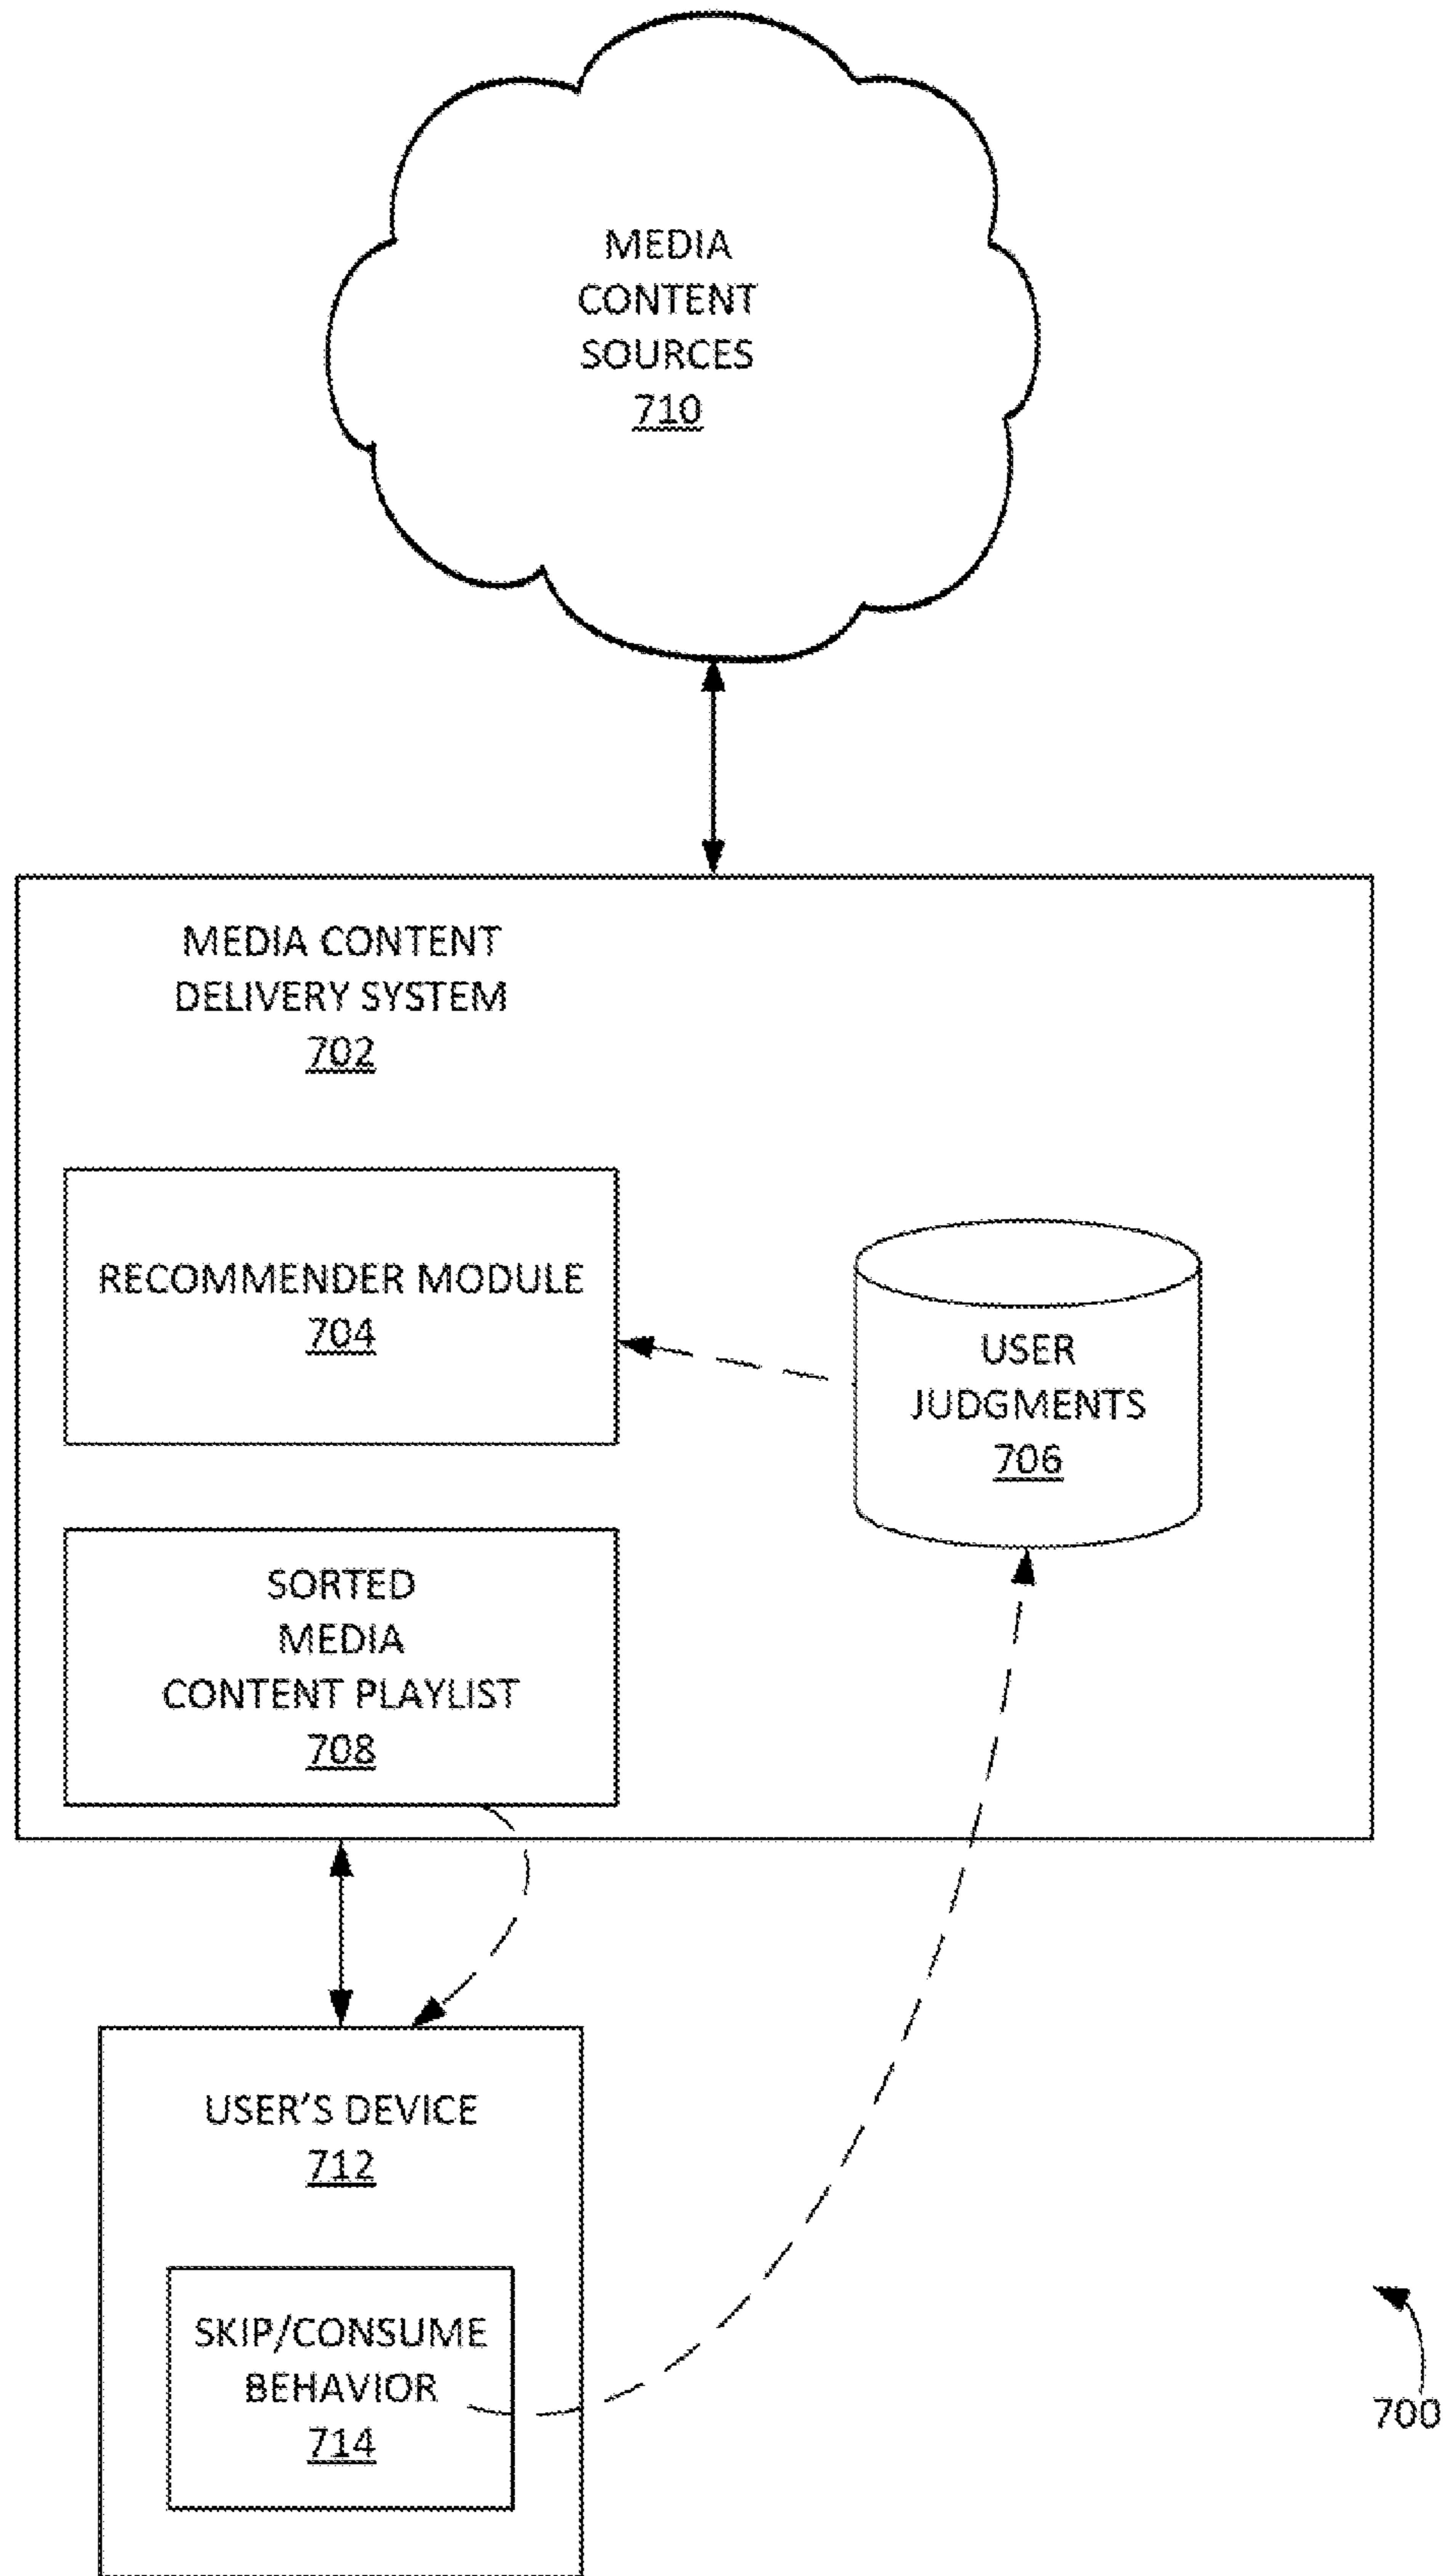 MEDIA
CONTENT
SOURCES
710
MEDIA CONTENT
DELIVERY SYSTEM
702
RECOMMENDER MODULE
704
USER
JUDGMENTS
706
SORTED
MEDIA
CONTENT PLAYLIST
708
USER'S DEVICE
712
SKIP/CONSUME
BEHAVIOR
714
700